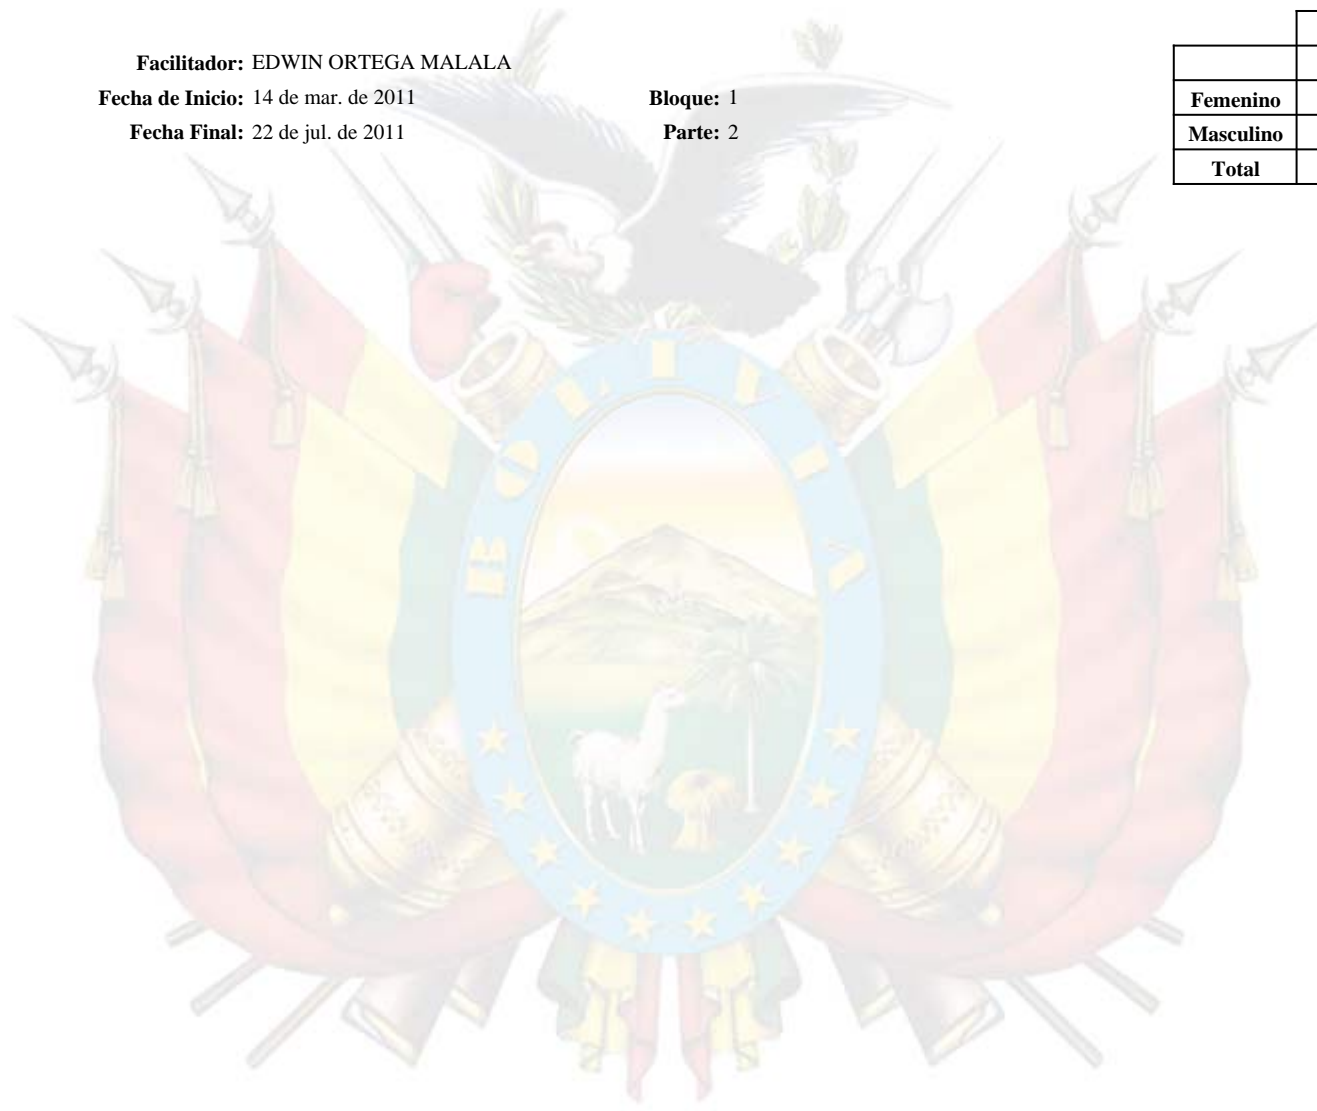 Facilitador: EDWIN ORTEGA MALALA
Fecha de Inicio: 14 de mar. de 2011 Bloque: 1
Fecha Final: 22 de jul. de 2011 Parte: 2
Femenino
Masculino
Total
BOLIVIA